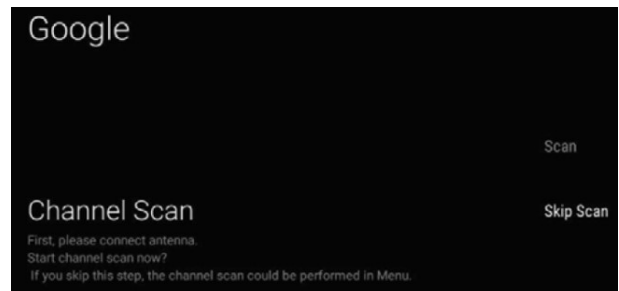 Google
Scan
Channel Scan
Skip Scan
First, please connect antenna.
Start channel scan now?
If you skip this step, the channel scan could be performed in Menu.